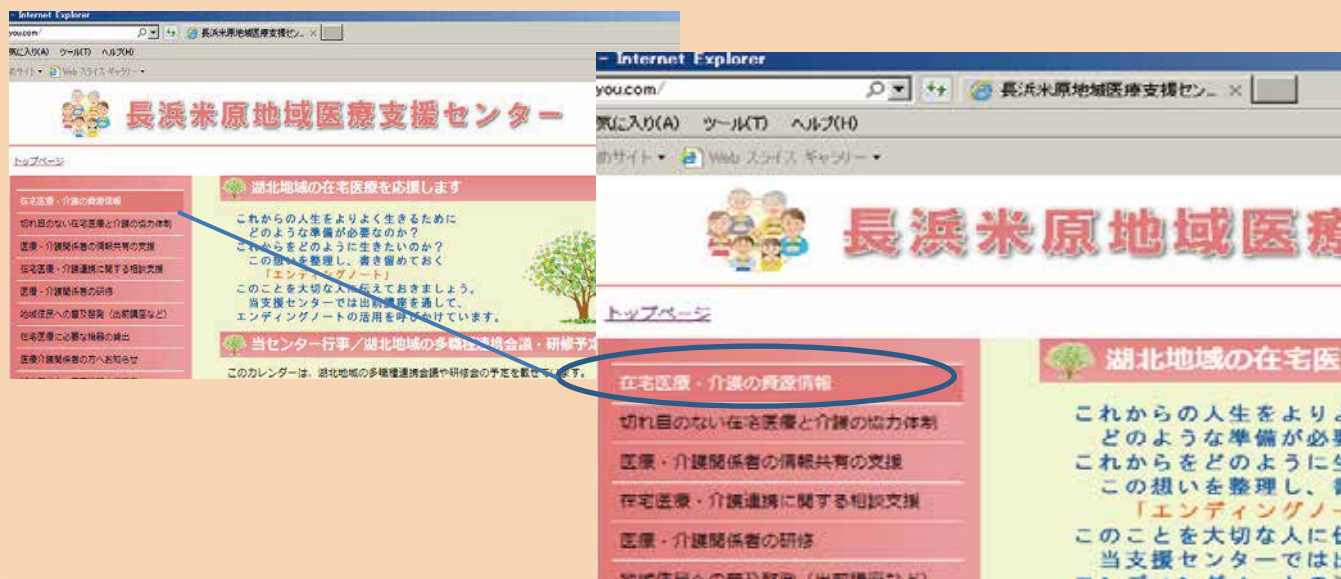 - Internet Explorer
you.com/
長浜米原地域医療支援セン... ×
気に入り(A) ツール(T) ヘルプ(H)
めサイト ▾ Web スライス ギャラリー ▾
長浜米原地域医療支援センター
トップページ
在宅医療・介護の資源情報
切れ目のない在宅医療と介護の協力体制
医療・介護関係者の情報共有の支援
在宅医療・介護連携に関する相談支援
医療・介護関係者の研修
地域住民への普及啓発（出前講座など）
在宅医療に必要な機器の貸出
医療介護関係者の方へお知らせ
湖北地域の在宅医療を応援します
これからの人生をよりよく生きるために
どのような準備が必要なのか？
これからをどのように生きたいのか？
この想いを整理し、書き留めておく
「エンディングノート」
このことを大切な人に伝えておきましょう。
当支援センターでは出前講座を通して、
エンディングノートの活用を呼びかけています。
当センター行事／湖北地域の多職種連携会議・研修予定
このカレンダーは、湖北地域の多職種連携会議や研修会の予定を載せています。
- Internet Explorer
you.com/
長浜米原地域医療支援セン... ×
気に入り(A) ツール(T) ヘルプ(H)
めサイト ▾ Web スライス ギャラリー ▾
長浜米原地域医療
トップページ
在宅医療・介護の資源情報
切れ目のない在宅医療と介護の協力体制
医療・介護関係者の情報共有の支援
在宅医療・介護連携に関する相談支援
医療・介護関係者の研修
地域住民への普及啓発（出前講座など）
湖北地域の在宅医
これからの人生をより
どのような準備が必要
これからをどのように生
この想いを整理し、書
「エンディングノー
このことを大切な人に伝
当支援センターでは出